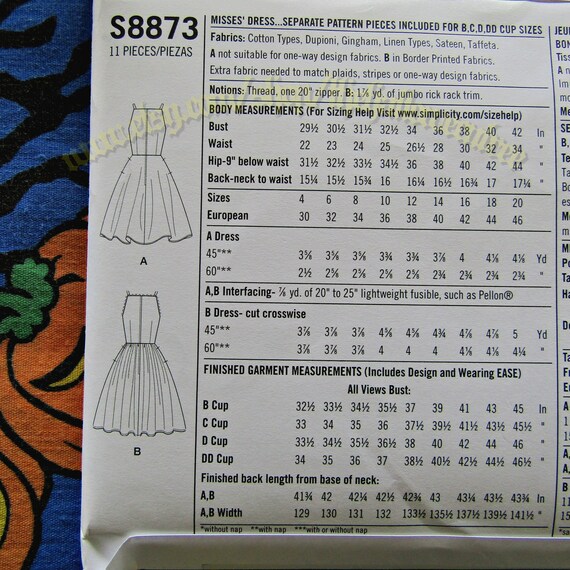 S8873
11 PIECES/PIEZAS
A
B
MISSES' DRESS...SEPARATE PATTERN PIECES INCLUDED FOR B,C,D,DD CUP SIZES
Fabrics: Cotton Types, Dupioni, Gingham, Linen Types, Sateen, Taffeta.
A not suitable for one-way design fabrics. B in Border Printed Fabrics.
Extra fabric needed to match plaids, stripes or one-way design fabrics.
Notions: Thread, one 20" zipper. B: 1⅞ yd. of jumbo rick rack trim.
BODY MEASUREMENTS (For Sizing Help Visit www.simplicity.com/sizehelp)
Bust 29½ 30½ 31½ 32½ 34 36 38 40 42 In
Waist 22 23 24 25 26½ 28 30 32 34 "
Hip-9" below waist 31½ 32½ 33½ 34½ 36 38 40 42 44 "
Back-neck to waist 15¼ 15½ 15¾ 16 16¼ 16½ 16¾ 17 17¼ "
Sizes 4 6 8 10 12 14 16 18 20
European 30 32 34 36 38 40 42 44 46
A Dress
45"** 3⅝ 3⅝ 3⅝ 3¾ 3¾ 3⅞ 4 4⅛ 4⅜ Yd
60"** 2½ 2⅝ 2⅝ 2⅝ 2⅝ 2¾ 2¾ 2¾ 2¾ "
A,B Interfacing- ⅞ yd. of 20" to 25" lightweight fusible, such as Pellon®
B Dress- cut crosswise
45"** 3⅞ 3⅞ 3⅞ 4⅝ 4¾ 4⅞ 4⅞ 5 Yd
60"** 3⅞ 3⅞ 3⅞ 4 4 4 4⅛ 4⅛ 4¼ "
FINISHED GARMENT MEASUREMENTS (Includes Design and Wearing EASE)
All Views Bust:
B Cup 32½ 33½ 34½ 35½ 37 39 41 43 45 In
C Cup 33 34 35 36 37½ 39½ 41½ 43½ 45½ "
D Cup 33½ 34½ 35½ 36½ 38 40 42 44 46 "
DD Cup 34 35 36 37 38½ 40½ 42½ 44½ 46½ "
Finished back length from base of neck:
A,B 41¾ 42 42¼ 42½ 42¾ 43 43¼ 43½ 43¾ In
A,B Width 129 130 131 132 133½ 135½ 137½ 139½ 141½ "
*without nap **with nap ***with or without nap